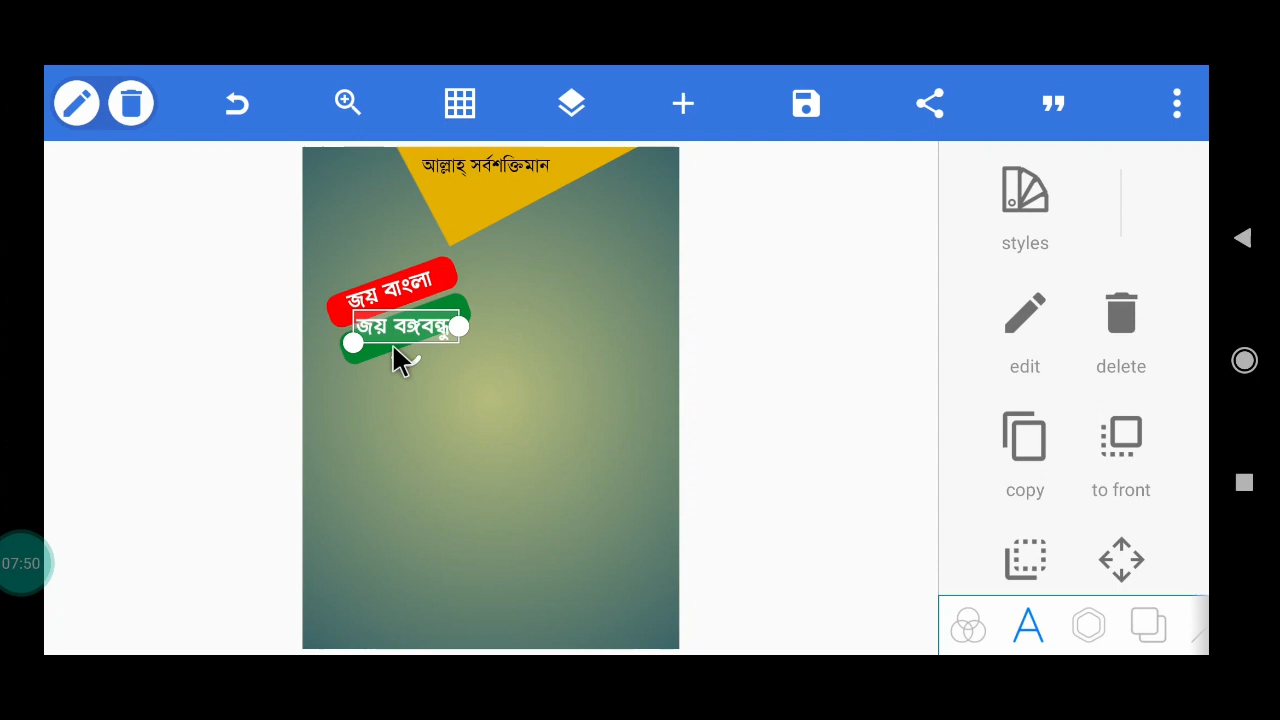 আল্লাহ্ সর্বশক্তিমান
styles
জয় বাংলা
জয় বঙ্গবন্ধু
edit
delete
copy
to front
07:50